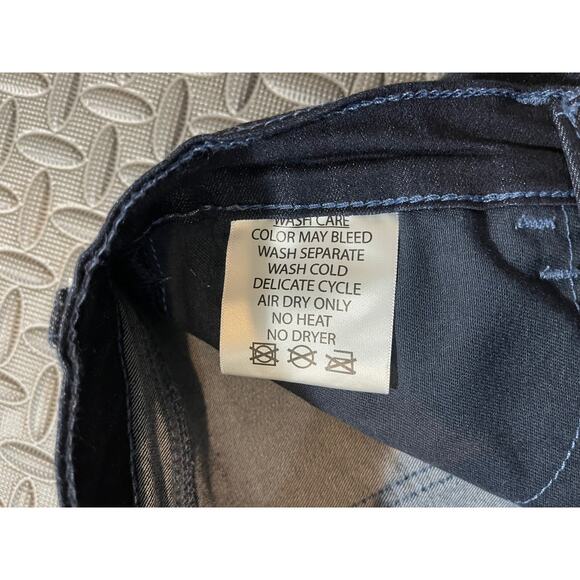 WASH CARE
COLOR MAY BLEED
WASH SEPARATE
WASH COLD
DELICATE CYCLE
AIR DRY ONLY
NO HEAT
NO DRYER